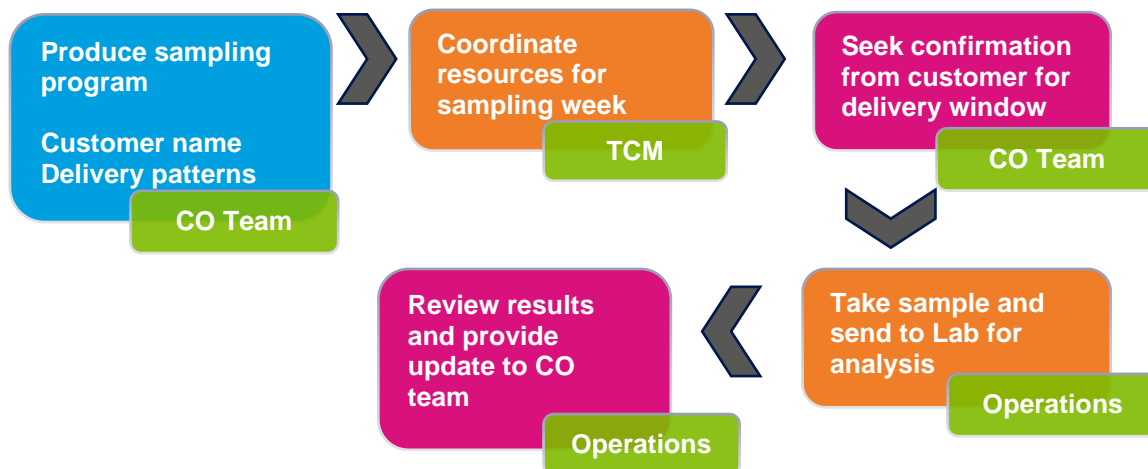 Produce sampling
program
Customer name
Delivery patterns
CO Team
Coordinate
resources for
sampling week
TCM
Seek confirmation
from customer for
delivery window
CO Team
Take sample and
send to Lab for
analysis
Operations
Review results
and provide
update to CO
team
Operations